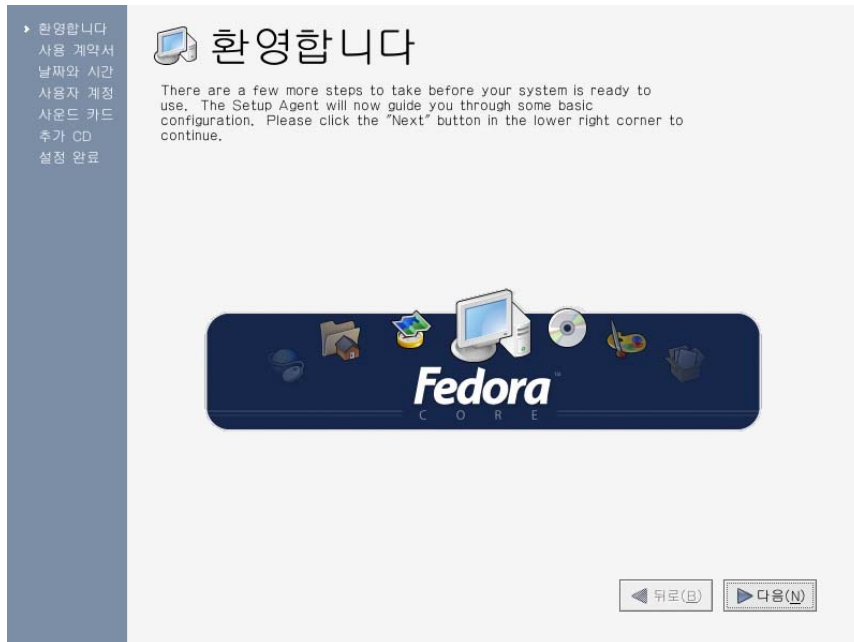 환영합니다
사용 계약서
날짜와 시간
사용자 계정
사운드 카드
추가 CD
설정 완료
환영합니다
There are a few more steps to take before your system is ready to
use. The Setup Agent will now guide you through some basic
configuration. Please click the "Next" button in the lower right corner to
continue.
Fedora™
CORE
뒤로(B)
다음(N)